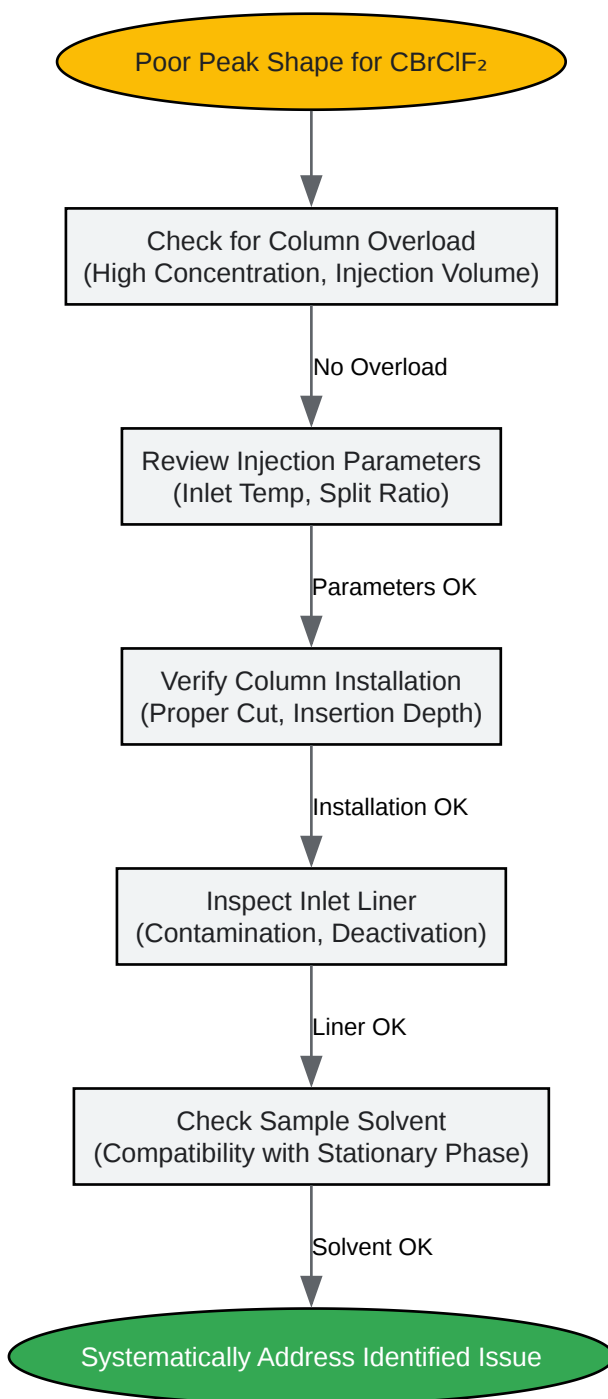 Poor Peak Shape for CBrClF₂
Check for Column Overload
(High Concentration, Injection Volume)
No Overload
Review Injection Parameters
(Inlet Temp, Split Ratio)
Parameters OK
Verify Column Installation
(Proper Cut, Insertion Depth)
Installation OK
Inspect Inlet Liner
(Contamination, Deactivation)
Liner OK
Check Sample Solvent
(Compatibility with Stationary Phase)
Solvent OK
Systematically Address Identified Issue